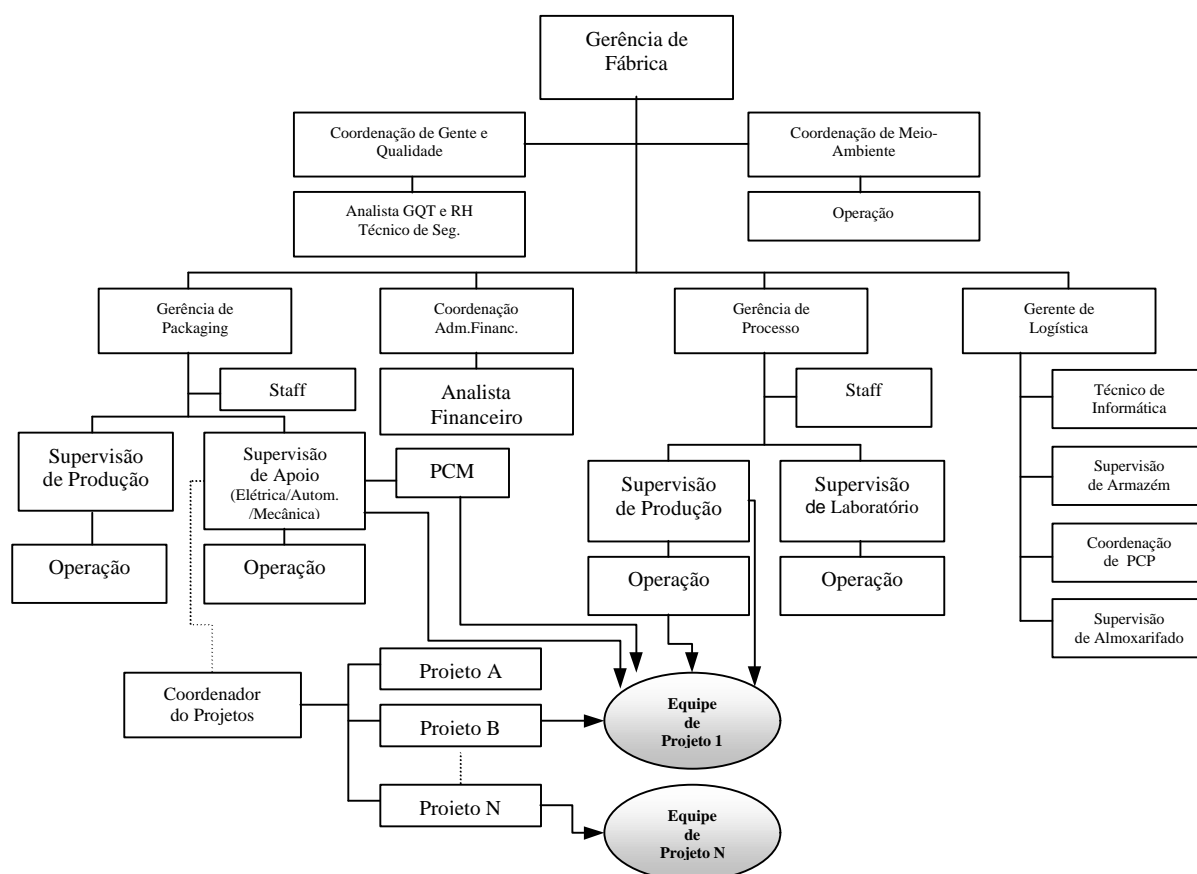 Gerência de
Fábrica
Coordenação de Gente e
Qualidade
Coordenação de Meio-
Ambiente
Analista GQT e RH
Técnico de Seg.
Operação
Gerência de
Packaging
Coordenação
Adm.Financ.
Gerência de
Processo
Gerente de
Logística
Staff
Analista
Financeiro
Staff
Técnico de
Informática
Supervisão
de Produção
Supervisão
de Apoio
(Elétrica/Autom.
/Mecânica)
PCM
Supervisão
de Produção
Supervisão
de Laboratório
Supervisão
de Armazém
Operação
Operação
Operação
Operação
Coordenação
de PCP
Supervisão
de Almoxarifado
Coordenador
do Projetos
Projeto A
Projeto B
Projeto N
Equipe
de
Projeto 1
Equipe
de
Projeto N